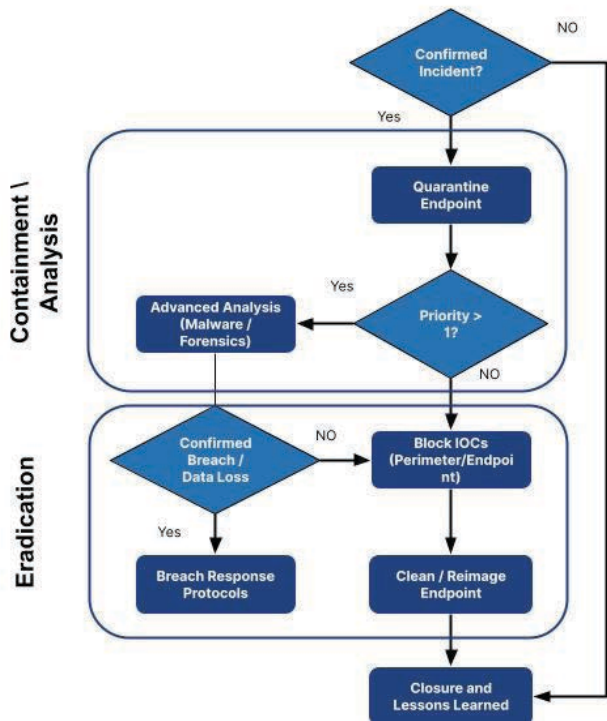 Confirmed
Incident?
NO
Yes
Containment \
Analysis
Quarantine
Endpoint
Priority >
1?
Yes
Advanced Analysis
(Malware /
Forensics)
NO
Eradication
Confirmed
Breach /
Data Loss
NO
Block IOCs
(Perimeter/Endpoi
nt)
Yes
Breach Response
Protocols
Clean / Reimage
Endpoint
Closure and
Lessons Learned